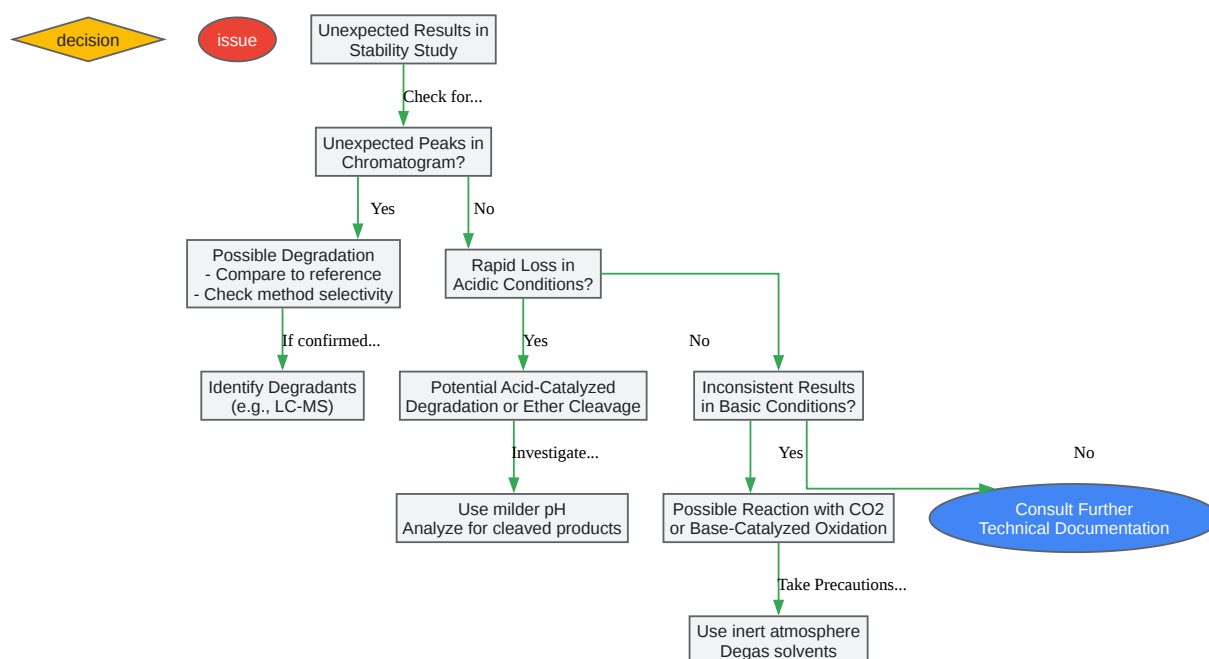 decision
issue
Unexpected Results in
Stability Study
Check for...
Unexpected Peaks in
Chromatogram?
Yes
No
Possible Degradation
- Compare to reference
- Check method selectivity
Rapid Loss in
Acidic Conditions?
If confirmed...
Yes
No
Identify Degradants
(e.g., LC-MS)
Potential Acid-Catalyzed
Degradation or Ether Cleavage
Inconsistent Results
in Basic Conditions?
Investigate...
Yes
No
Use milder pH
Analyze for cleaved products
Possible Reaction with CO2
or Base-Catalyzed Oxidation
Consult Further
Technical Documentation
Take Precautions...
Use inert atmosphere
Degas solvents